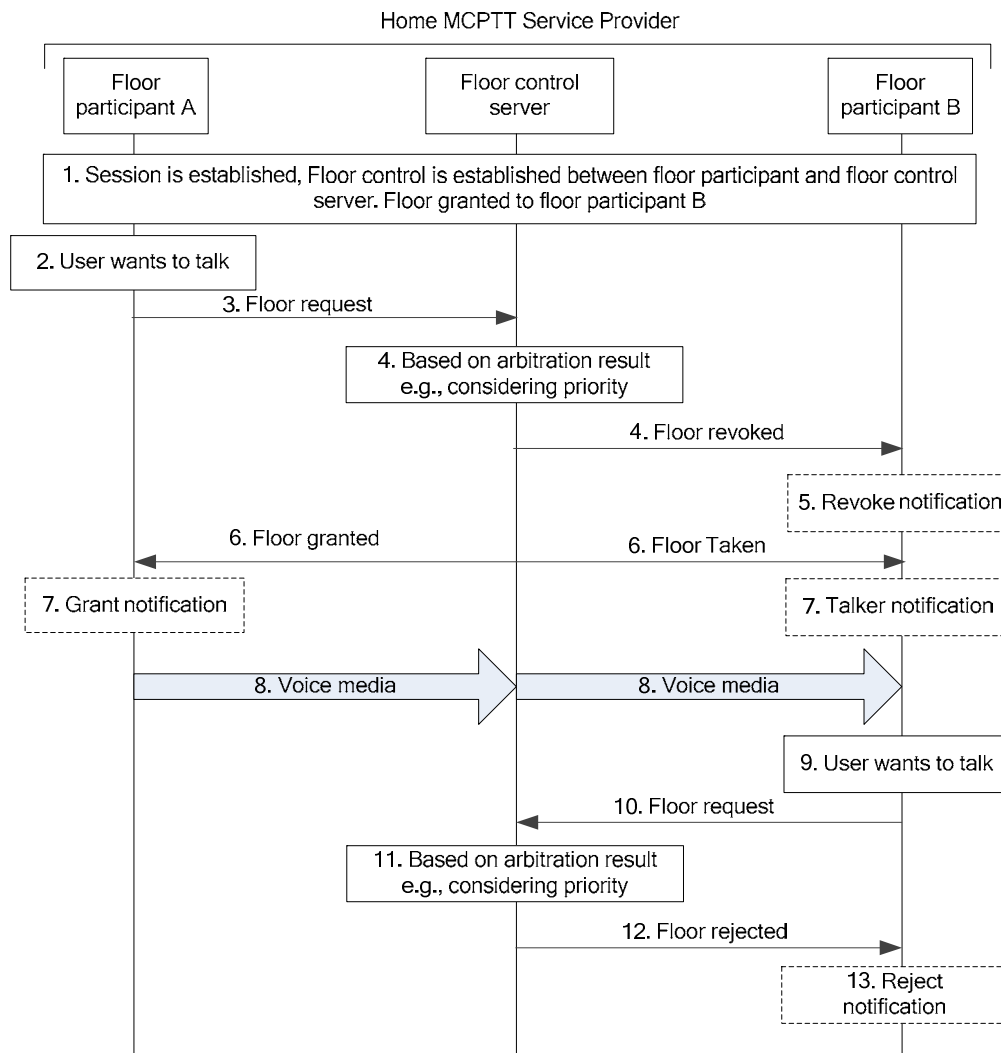 Home MCPTT Service Provider
Floor
participant A
Floor control
server
Floor
participant B
1. Session is established, Floor control is established between floor participant and floor control
server. Floor granted to floor participant B
2. User wants to talk
3. Floor request
4. Based on arbitration result
e.g., considering priority
4. Floor revoked
5. Revoke notification
6. Floor granted
6. Floor Taken
7. Grant notification
7. Talker notification
8. Voice media
8. Voice media
9. User wants to talk
10. Floor request
11. Based on arbitration result
e.g., considering priority
12. Floor rejected
13. Reject
notification